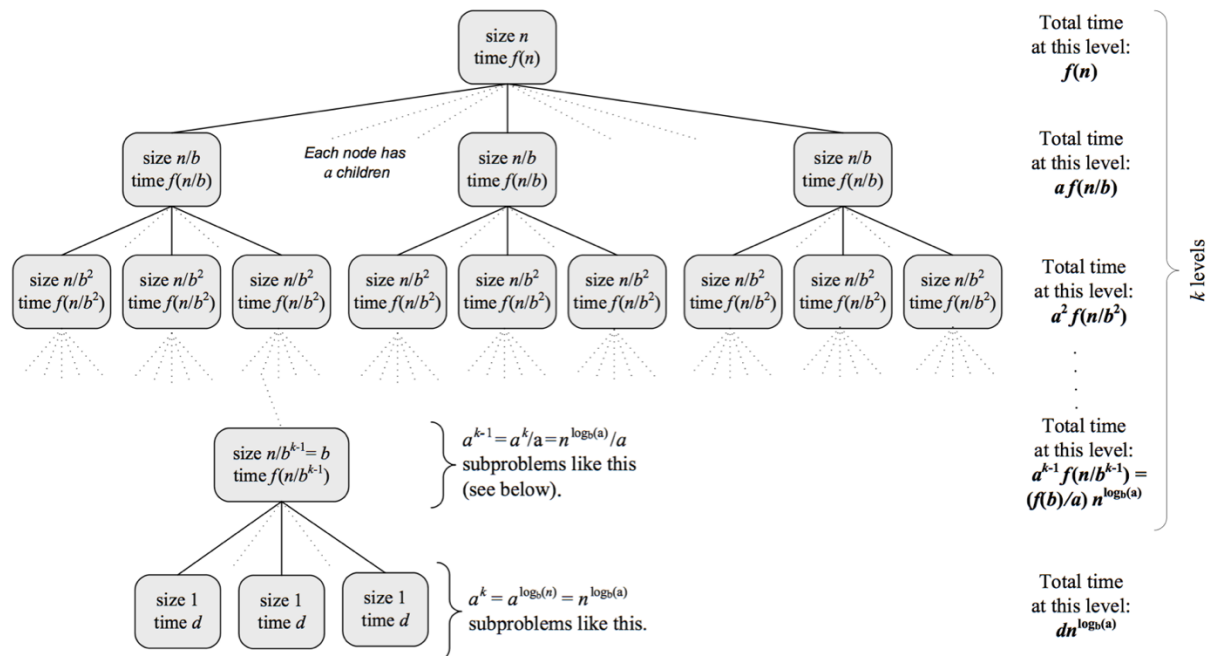 size n
time f(n)
Total time
at this level:
f(n)
size n/b
time f(n/b)
Each node has
a children
size n/b
time f(n/b)
size n/b
time f(n/b)
Total time
at this level:
a f(n/b)
size n/b²
time f(n/b²)
size n/b²
time f(n/b²)
size n/b²
time f(n/b²)
size n/b²
time f(n/b²)
size n/b²
time f(n/b²)
size n/b²
time f(n/b²)
size n/b²
time f(n/b²)
size n/b²
time f(n/b²)
size n/b²
time f(n/b²)
Total time
at this level:
a² f(n/b²)
k levels
size n/b^{k-1} = b
time f(n/b^{k-1})
a^{k-1} = a^k/a = n^{log_b(a)}/a
subproblems like this
(see below).
Total time
at this level:
a^{k-1} f(n/b^{k-1}) =
(f(b)/a) n^{log_b(a)}
size 1
time d
size 1
time d
size 1
time d
a^k = a^{log_b(n)} = n^{log_b(a)}
subproblems like this.
Total time
at this level:
dn^{log_b(a)}